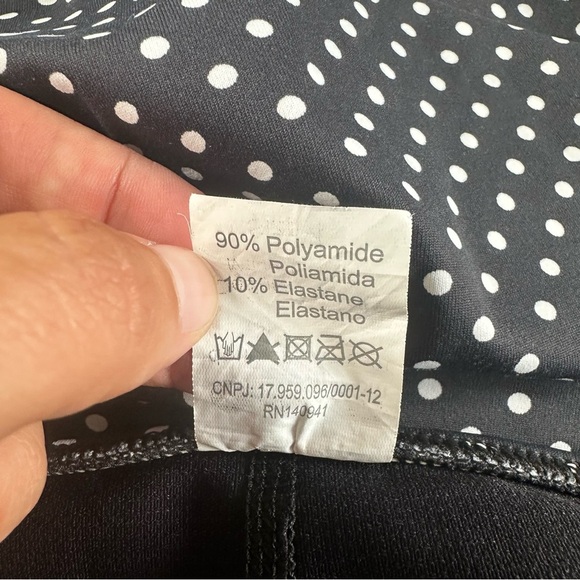 90% Polyamide
Poliamida
10% Elastane
Elastano
CNPJ: 17.959.096/0001-12
RN140941